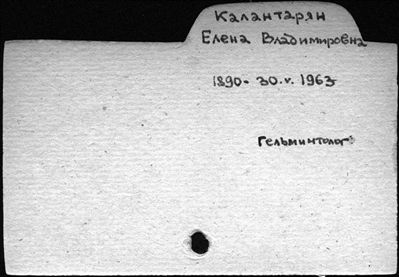 Калантарян
Елена Владимировна
1890- 30.v. 1963
Гельминтолог